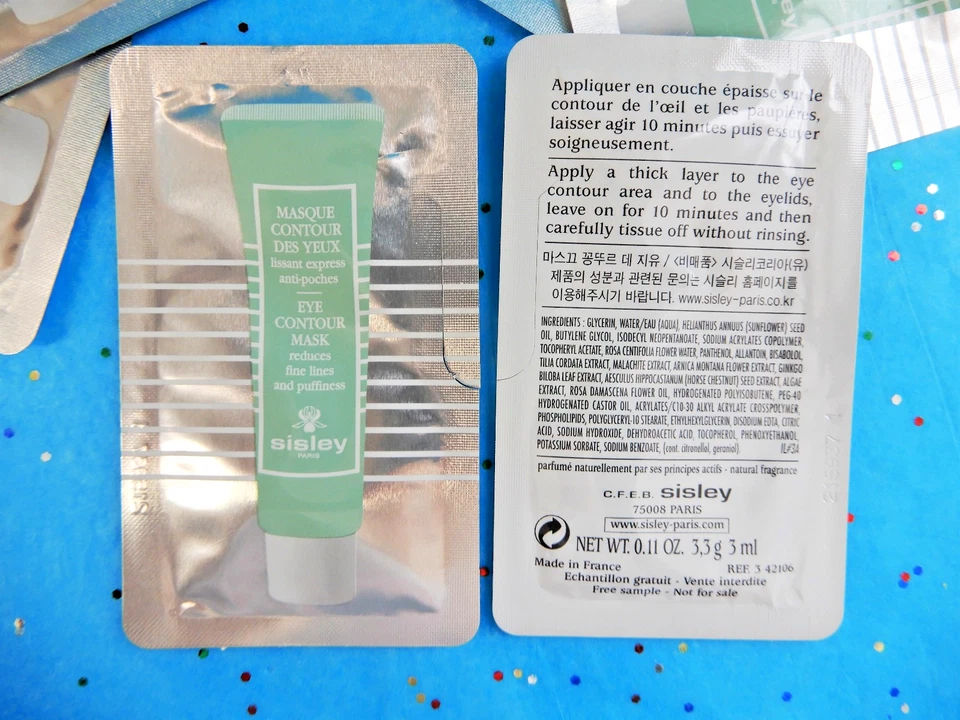 MASQUE
CONTOUR
DES YEUX
lissant express
anti-poches
EYE
CONTOUR
MASK
reduces
fine lines
and puffiness
sisley
PARIS
Appliquer en couche épaisse sur le
contour de l'œil et les paupières,
laisser agir 10 minutes puis essuyer
soigneusement.
Apply a thick layer to the eye
contour area and to the eyelids,
leave on for 10 minutes and then
carefully tissue off without rinsing.
마스끄 꽁뚜르 데 지유 / <비매품> 시슬리코리아(유)
제품의 성분과 관련된 문의는 시슬리 홈페이지를
이용해주시기 바랍니다. www.sisley-paris.co.kr
INGREDIENTS : GLYCERIN, WATER/EAU (AQUA), HELIANTHUS ANNUUS (SUNFLOWER) SEED
OIL, BUTYLENE GLYCOL, ISODECYL NEOPENTANOATE, SODIUM ACRYLATES COPOLYMER,
TOCOPHERYL ACETATE, ROSA CENTIFOLIA FLOWER WATER, PANTHENOL, ALLANTOIN, BISABOLOL,
TILIA CORDATA EXTRACT, MALACHITE EXTRACT, ARNICA MONTANA FLOWER EXTRACT, GINKGO
BILOBA LEAF EXTRACT, AESCULUS HIPPOCASTANUM (HORSE CHESTNUT) SEED EXTRACT, ALGAE
EXTRACT, ROSA DAMASCENA FLOWER OIL, HYDROGENATED POLYISOBUTENE, PEG-40
HYDROGENATED CASTOR OIL, ACRYLATES/C10-30 ALKYL ACRYLATE CROSSPOLYMER,
PHOSPHOLIPIDS, POLYGLYCERYL-10 STEARATE, ETHYLHEXYLGLYCERIN, DISODIUM EDTA, CITRIC
ACID, SODIUM HYDROXIDE, DEHYDROACETIC ACID, TOCOPHEROL, PHENOXYETHANOL,
POTASSIUM SORBATE, SODIUM BENZOATE, (cont. citronellol, geraniol). IL#3A
parfumé naturellement par ses principes actifs - natural fragrance
C.F.E.B. sisley
75008 PARIS
www.sisley-paris.com
NET WT. 0.11 OZ. 3,3 g 3 ml
Made in France REF. 3 42106
Echantillon gratuit - Vente interdite
Free sample - Not for sale